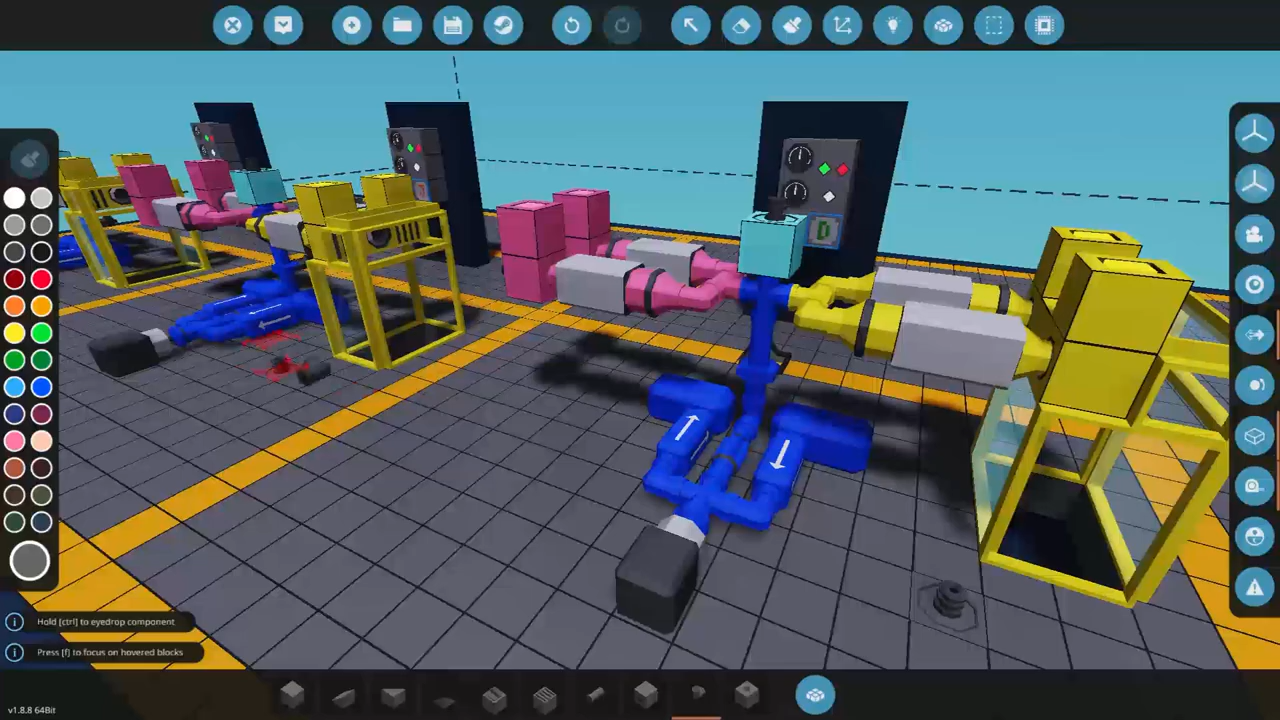 D
Hold [ctrl] to eyedrop component
Press [f] to focus on hovered blocks
v1.8.8 64Bit